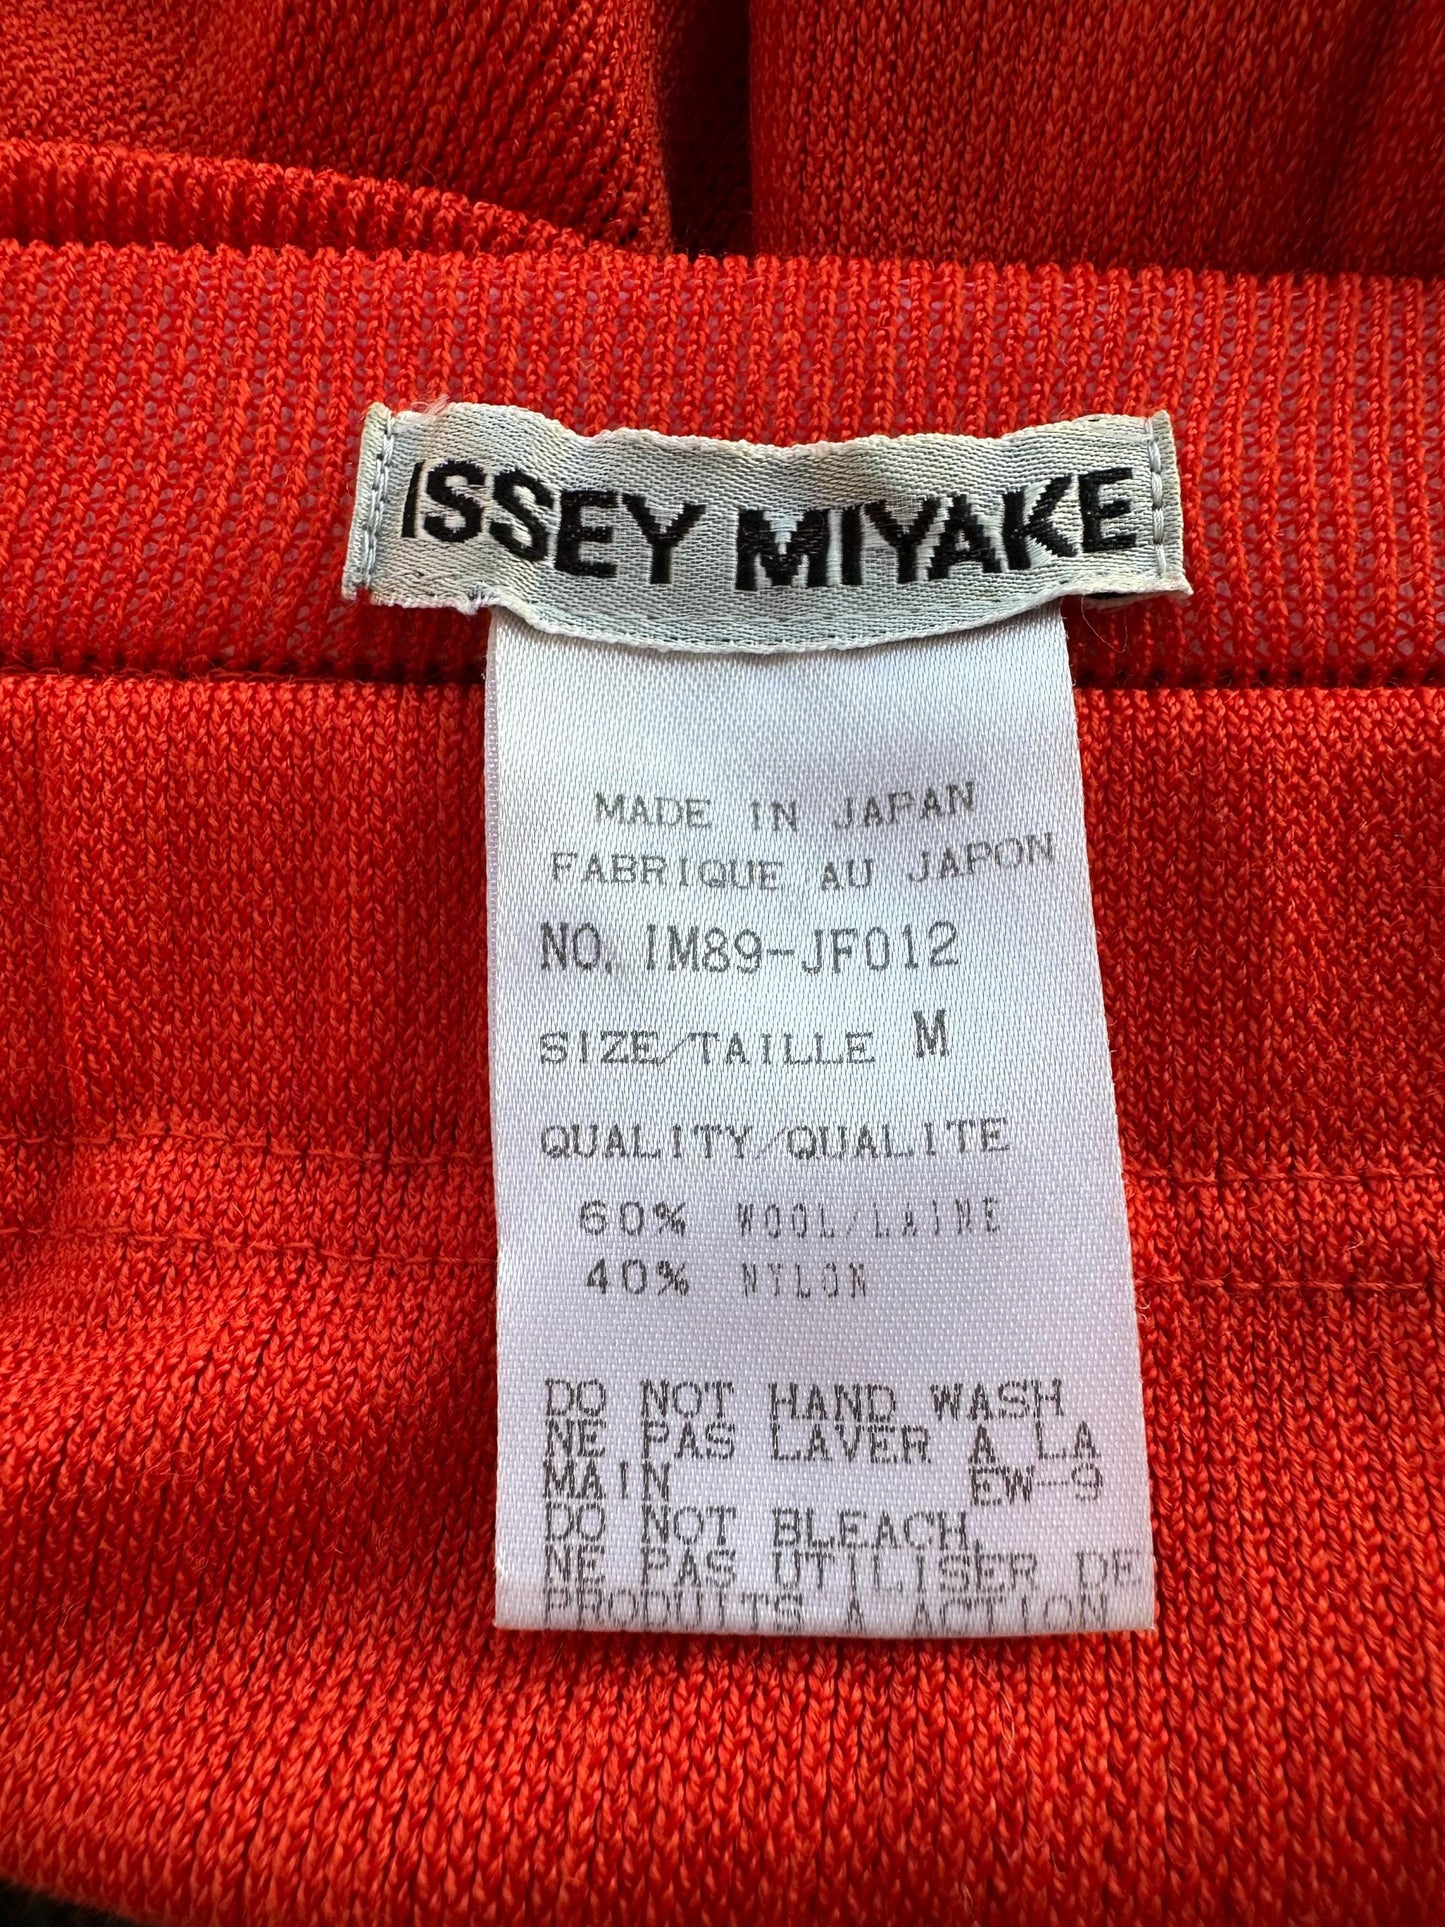 ISSEY MIYAKE
MADE IN JAPAN
FABRIQUE AU JAPON
NO. IM89-JF012
SIZE/TAILLE M
QUALITY/QUALITE
60% WOOL/LAINE
40% NYLON
DO NOT HAND WASH
NE PAS LAVER A LA
MAIN EW-9
DO NOT BLEACH,
NE PAS UTILISER DE
PRODUITS A ACTION